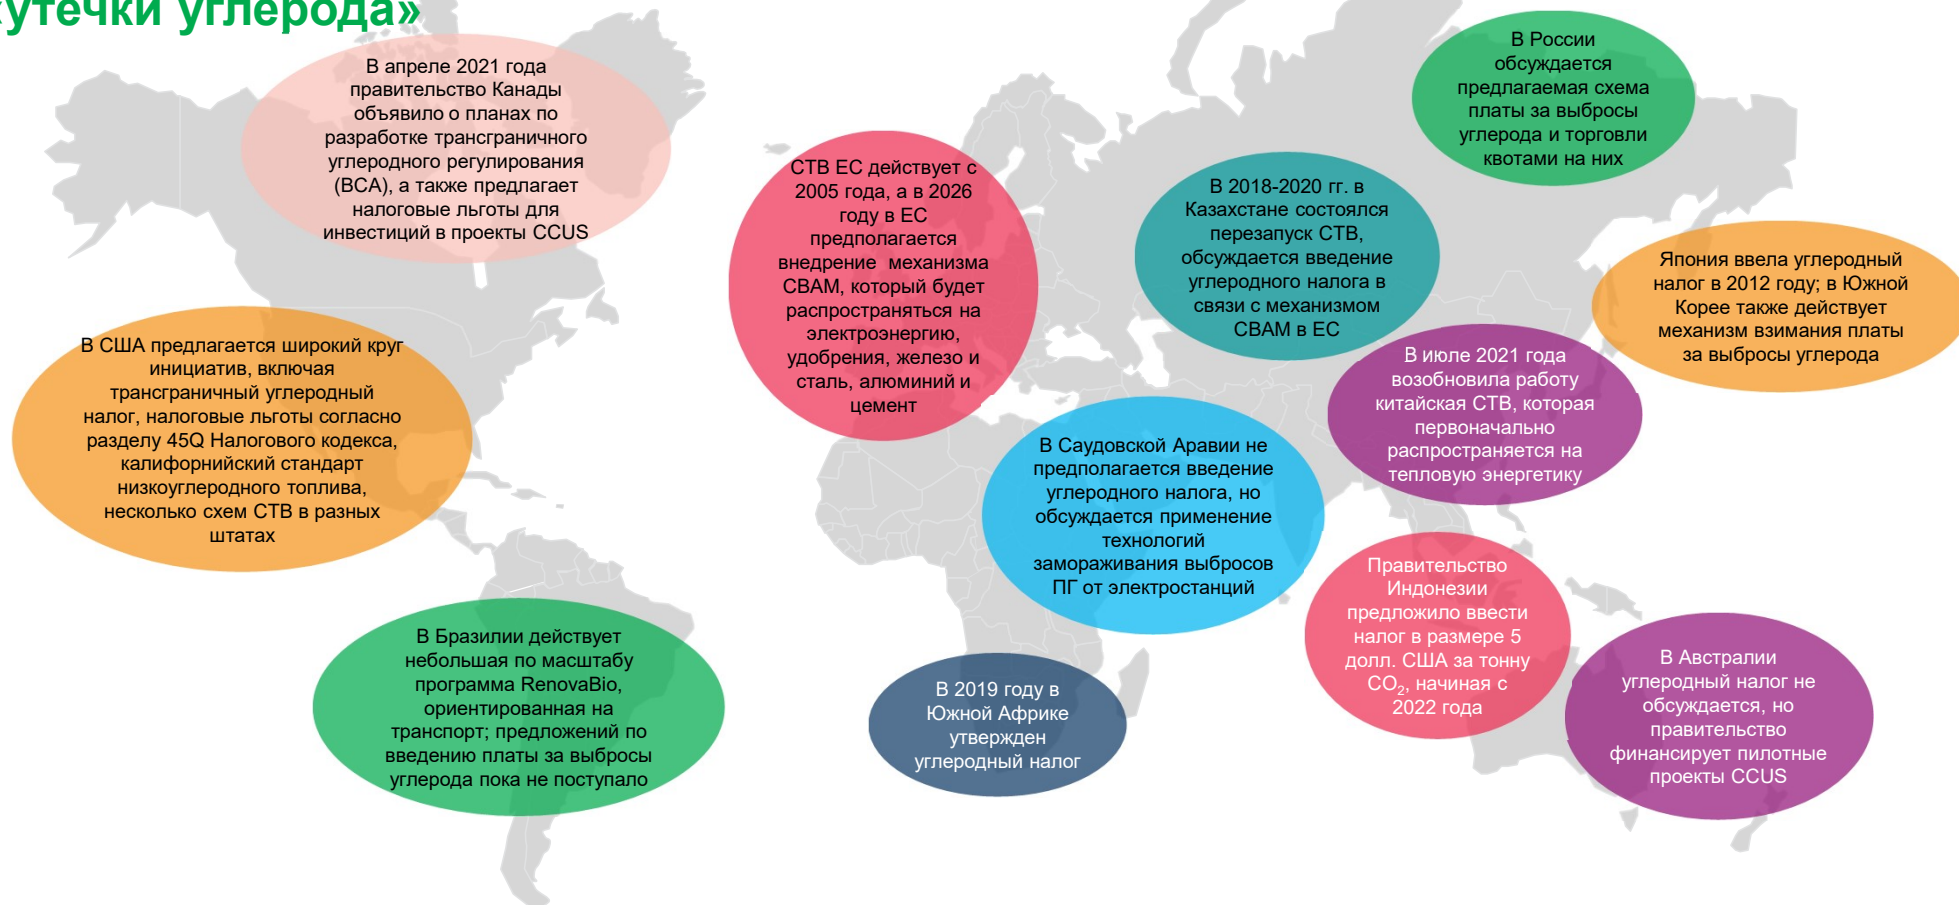 «утечки углерода»
В апреле 2021 года
правительство Канады
объявило о планах по
разработке трансграничного
углеродного регулирования
(BCA), а также предлагает
налоговые льготы для
инвестиций в проекты CCUS
В США предлагается широкий круг
инициатив, включая
трансграничный углеродный
налог, налоговые льготы согласно
разделу 45Q Налогового кодекса,
калифорнийский стандарт
низкоуглеродного топлива,
несколько схем СТВ в разных
штатах
В Бразилии действует
небольшая по масштабу
программа RenovaBio,
ориентированная на
транспорт; предложений по
введению платы за выбросы
углерода пока не поступало
СТВ ЕС действует с
2005 года, а в 2026
году в ЕС
предполагается
внедрение механизма
CBAM, который будет
распространяться на
электроэнергию,
удобрения, железо и
сталь, алюминий и
цемент
В 2018-2020 гг. в
Казахстане состоялся
перезапуск СТВ,
обсуждается введение
углеродного налога в
связи с механизмом
CBAM в ЕС
В России
обсуждается
предлагаемая схема
платы за выбросы
углерода и торговли
квотами на них
Япония ввела углеродный
налог в 2012 году; в Южной
Корее также действует
механизм взимания платы
за выбросы углерода
В июле 2021 года
возобновила работу
китайская СТВ, которая
первоначально
распространяется на
тепловую энергетику
В Саудовской Аравии не
предполагается введение
углеродного налога, но
обсуждается применение
технологий
замораживания выбросов
ПГ от электростанций
В 2019 году в
Южной Африке
утвержден
углеродный налог
Правительство
Индонезии
предложило ввести
налог в размере 5
долл. США за тонну
CO₂, начиная с
2022 года
В Австралии
углеродный налог не
обсуждается, но
правительство
финансирует пилотные
проекты CCUS